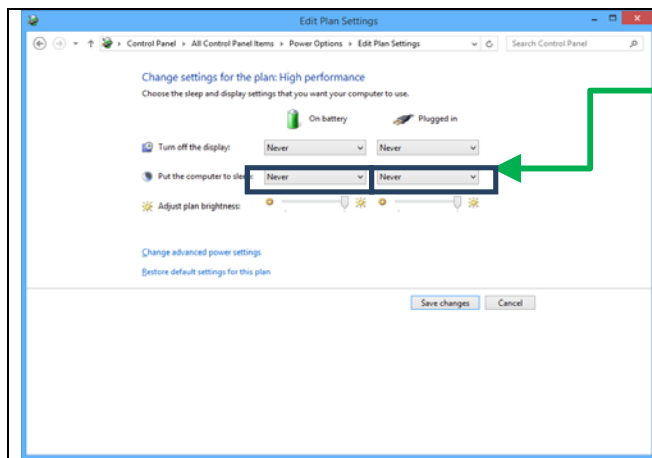 Edit Plan Settings
Control Panel ▸ All Control Panel Items ▸ Power Options ▸ Edit Plan Settings
Search Control Panel
Change settings for the plan: High performance
Choose the sleep and display settings that you want your computer to use.
On battery
Plugged in
Turn off the display:
Never
Never
Put the computer to sleep:
Never
Never
Adjust plan brightness:
Change advanced power settings
Restore default settings for this plan
Save changes
Cancel